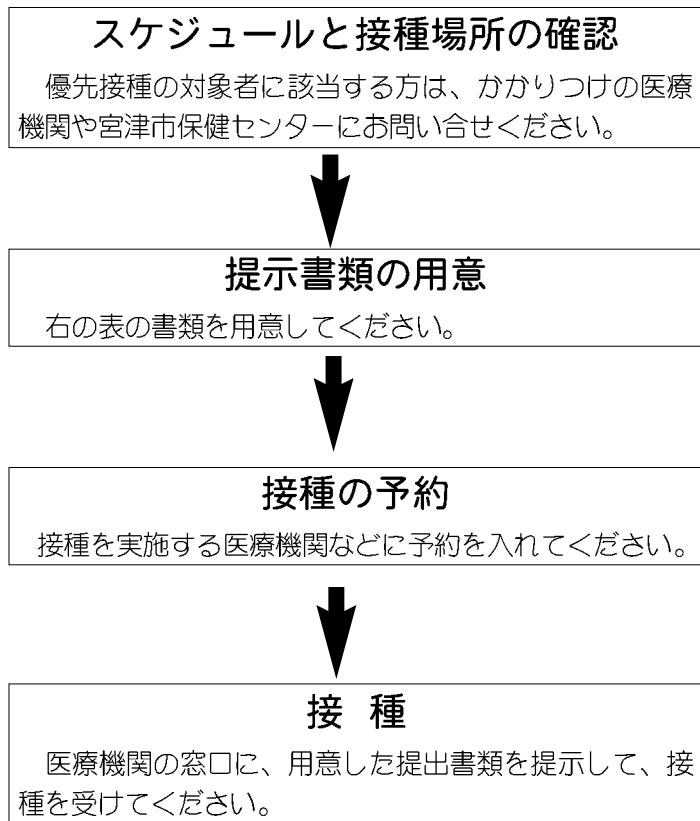 スケジュールと接種場所の確認
優先接種の対象者に該当する方は、かかりつけの医療
機関や宮津市保健センターにお問い合せください。
提示書類の用意
右の表の書類を用意してください。
接種の予約
接種を実施する医療機関などに予約を入れてください。
接 種
医療機関の窓口に、用意した提出書類を提示して、接
種を受けてください。